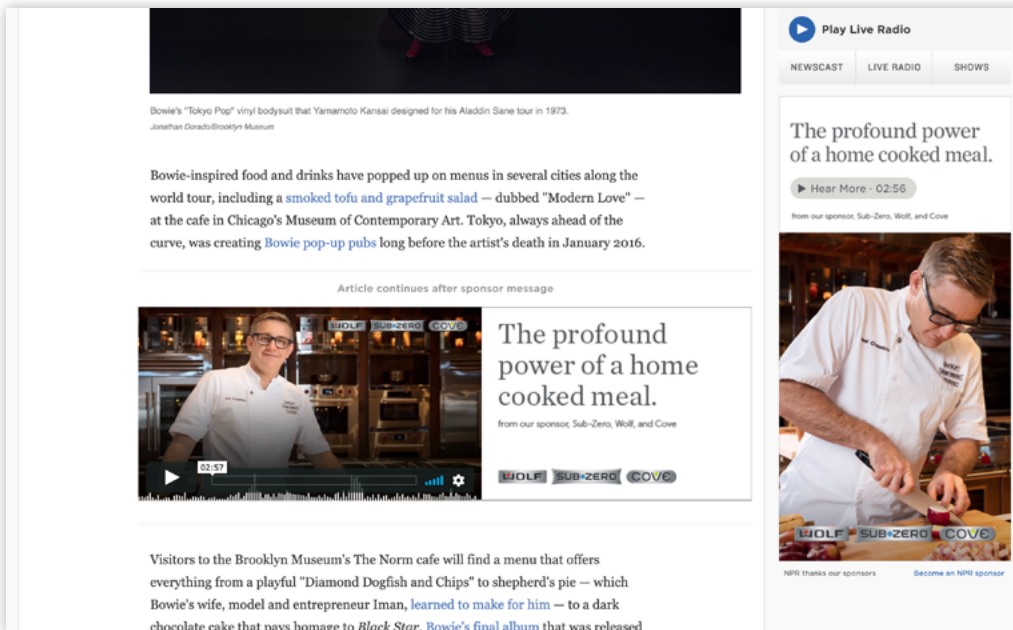 Bowie's "Tokyo Pop" vinyl bodysuit that Yamamoto Kansai designed for his Aladdin Sane tour in 1973.
Jonathan Dorado/Brooklyn Museum
Bowie-inspired food and drinks have popped up on menus in several cities along the
world tour, including a smoked tofu and grapefruit salad — dubbed "Modern Love" —
at the cafe in Chicago's Museum of Contemporary Art. Tokyo, always ahead of the
curve, was creating Bowie pop-up pubs long before the artist's death in January 2016.
Article continues after sponsor message
WOLF SUB-ZERO COVE
02:57
The profound
power of a home
cooked meal.
from our sponsor, Sub-Zero, Wolf, and Cove
WOLF SUB-ZERO COVE
Visitors to the Brooklyn Museum's The Norm cafe will find a menu that offers
everything from a playful "Diamond Dogfish and Chips" to shepherd's pie — which
Bowie's wife, model and entrepreneur Iman, learned to make for him — to a dark
chocolate cake that pays homage to Black Star, Bowie's final album that was released
Play Live Radio
NEWSCAST LIVE RADIO SHOWS
The profound power
of a home cooked meal.
Hear More - 02:56
from our sponsor, Sub-Zero, Wolf, and Cove
WOLF SUB-ZERO COVE
NPR thanks our sponsors Become an NPR sponsor